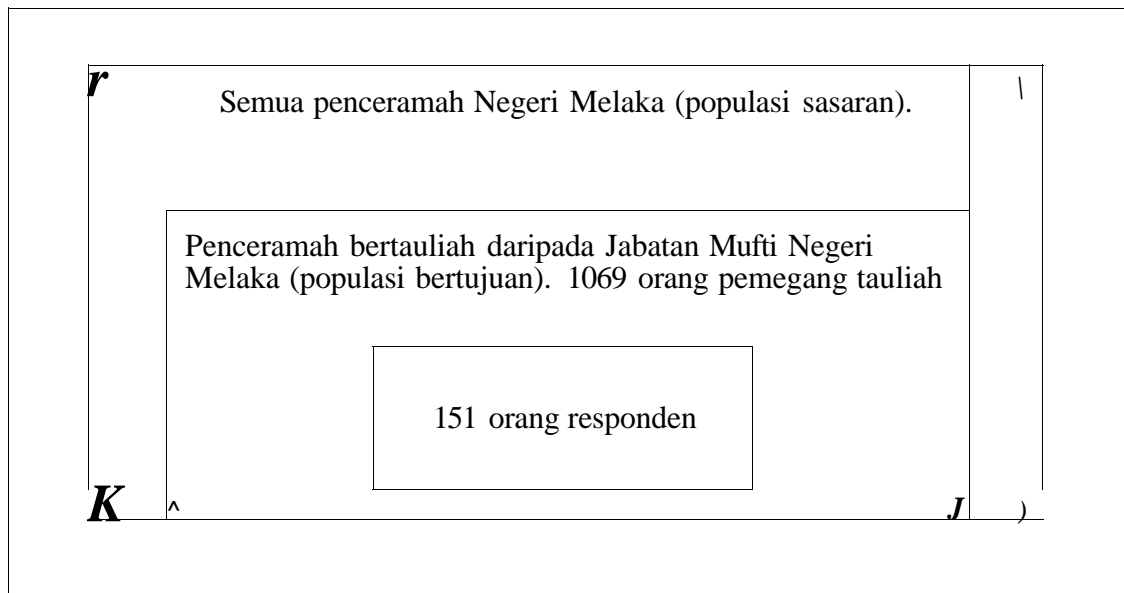 r
\
Semua penceramah Negeri Melaka (populasi sasaran).
Penceramah bertauliah daripada Jabatan Mufti Negeri
Melaka (populasi bertujuan). 1069 orang pemegang tauliah
151 orang responden
K ^ J )